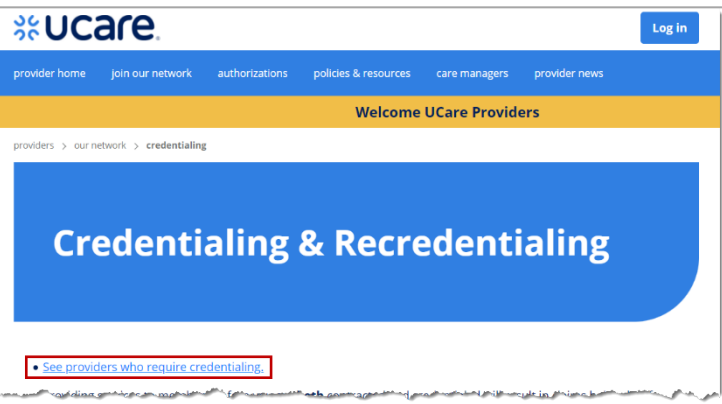 ucare
Log in
provider home join our network authorizations policies & resources care managers provider news
Welcome UCare Providers
providers > our network > credentialing
Credentialing & Recredentialing
• See providers who require credentialing.